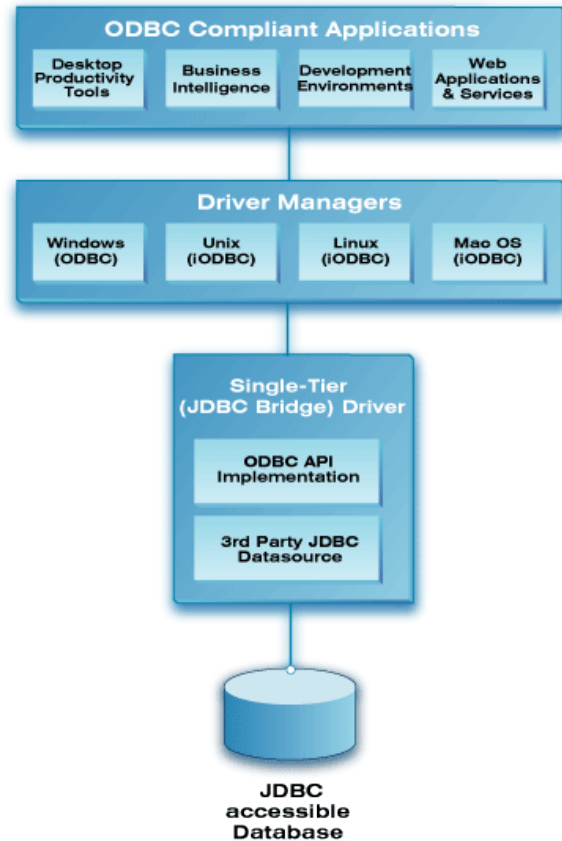 ODBC Compliant Applications
Desktop
Productivity
Tools
Business
Intelligence
Development
Environments
Web
Applications
& Services
Driver Managers
Windows
(ODBC)
Unix
(iODBC)
Linux
(iODBC)
Mac OS
(iODBC)
Single-Tier
(JDBC Bridge) Driver
ODBC API
Implementation
3rd Party JDBC
Datasource
JDBC
accessible
Database